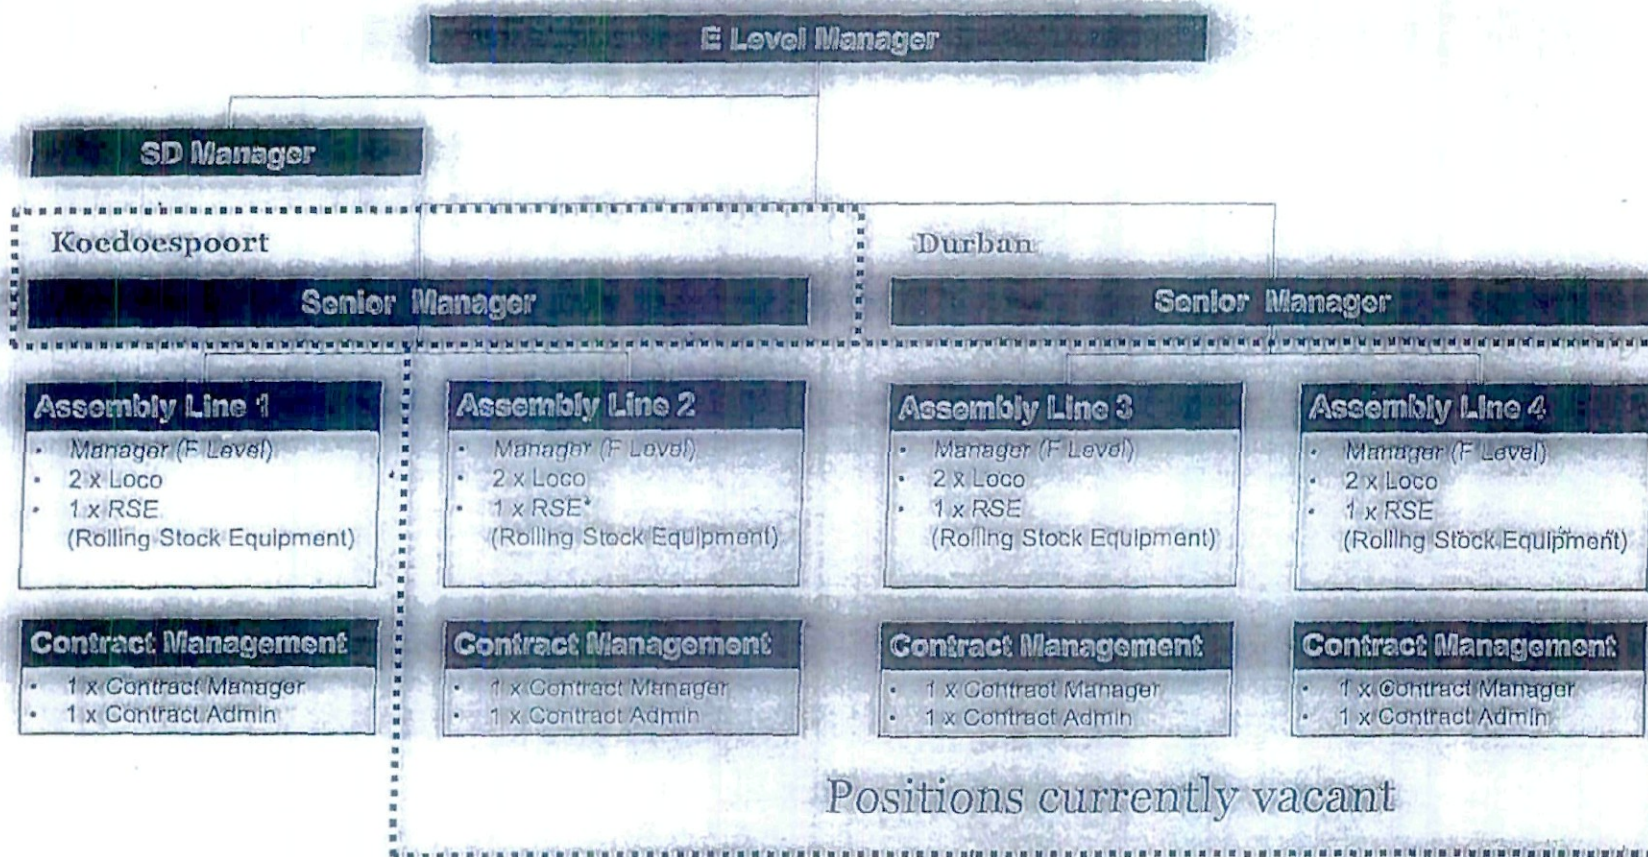 E Level Manager
SD Manager
Koedoespoort
Durban
Senior Manager
Senior Manager
Assembly Line 1
• Manager (F Level)
• 2 x Loco
• 1 x RSE
(Rolling Stock Equipment)
Assembly Line 2
• Manager (F Level)
• 2 x Loco
• 1 x RSE*
(Rolling Stock Equipment)
Assembly Line 3
• Manager (F Level)
• 2 x Loco
• 1 x RSE
(Rolling Stock Equipment)
Assembly Line 4
• Manager (F Level)
• 2 x Loco
• 1 x RSE
(Rolling Stock Equipment)
Contract Management
• 1 x Contract Manager
• 1 x Contract Admin
Contract Management
• 1 x Contract Manager
• 1 x Contract Admin
Contract Management
• 1 x Contract Manager
• 1 x Contract Admin
Contract Management
• 1 x Contract Manager
• 1 x Contract Admin
Positions currently vacant